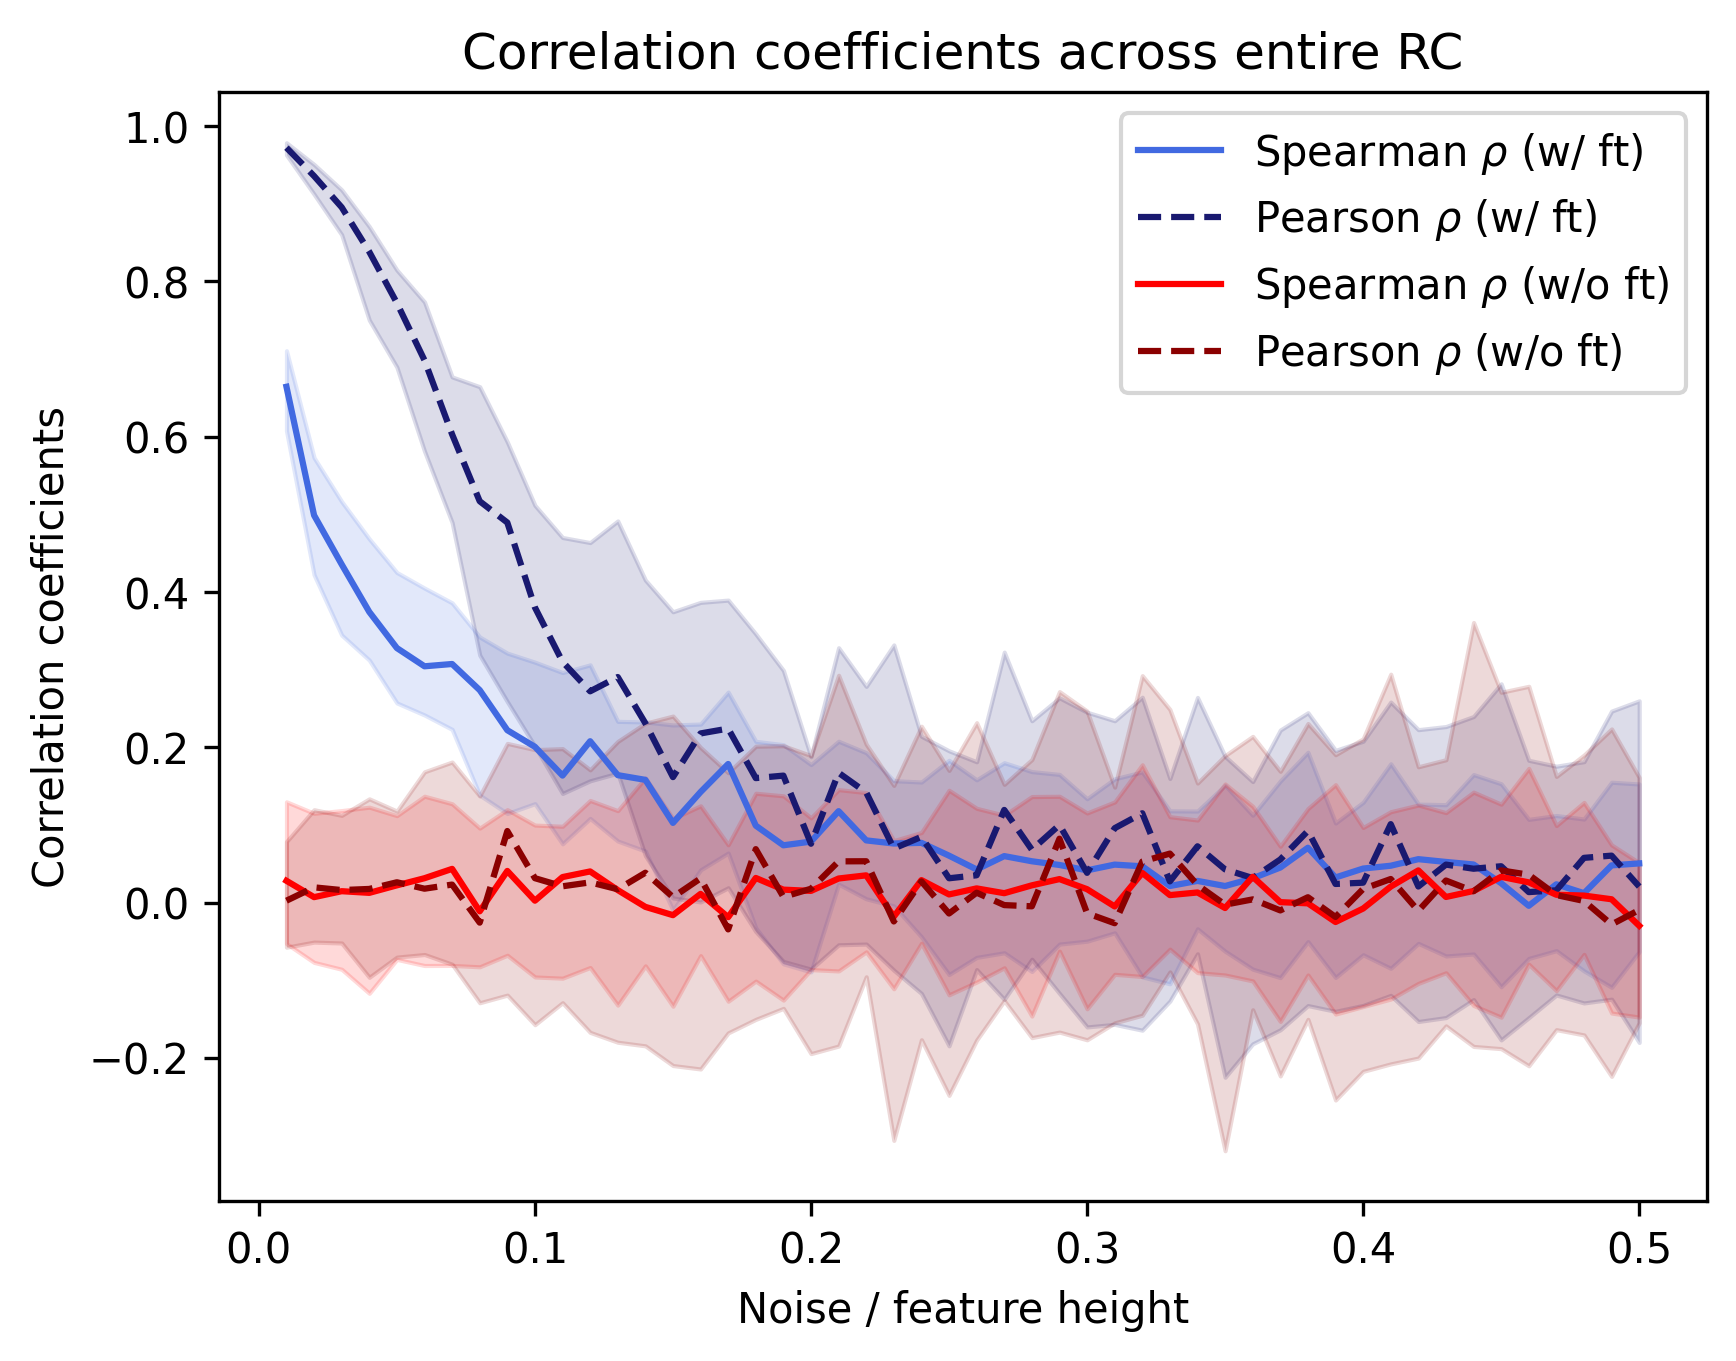 Correlation coefficients across entire RC
Spearman ρ (w/ ft)
Pearson ρ (w/ ft)
Spearman ρ (w/o ft)
Pearson ρ (w/o ft)
Correlation coefficients
1.0
0.8
0.6
0.4
0.2
0.0
−0.2
0.0 0.1 0.2 0.3 0.4 0.5
Noise / feature height